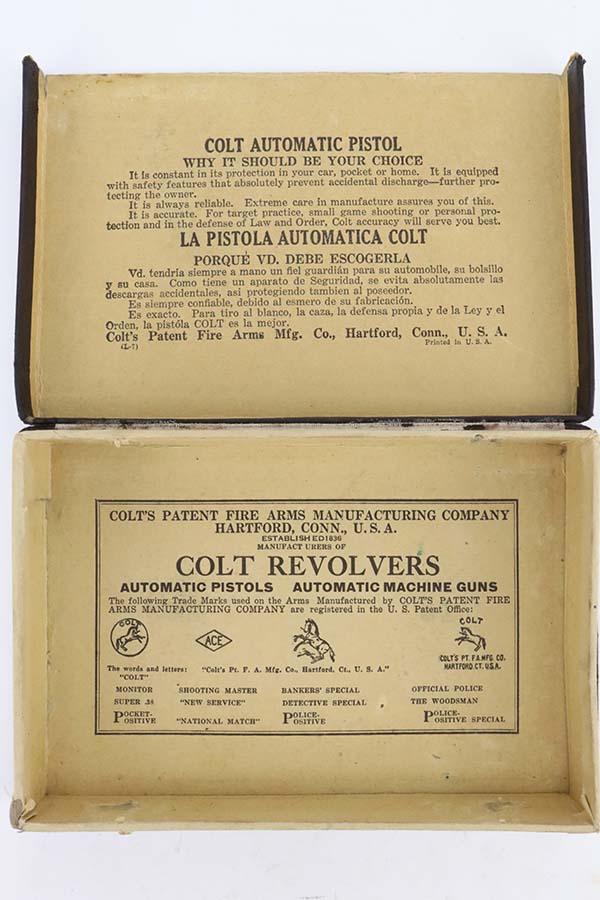 COLT AUTOMATIC PISTOL
WHY IT SHOULD BE YOUR CHOICE
It is constant in its protection in your car, pocket or home. It is equipped
with safety features that absolutely prevent accidental discharge—further pro-
tecting the owner.
It is always reliable. Extreme care in manufacture assures you of this.
It is accurate. For target practice, small game shooting or personal pro-
tection and in the defense of Law and Order, Colt accuracy will serve you best.
LA PISTOLA AUTOMATICA COLT
PORQUÉ VD. DEBE ESCOGERLA
Vd. tendria siempre a mano un fiel guardián para su automobile, su bolsillo
y su casa. Como tiene un aparato de Seguridad, se evita absolutamente las
descargas accidentales, asi protegiendo tambien al poseedor.
Es siempre confiable, debido al esmero de su fabricación.
Es exacto. Para tiro al blanco, la caza, la defensa propia y de la Ley y el
Orden, la pistóla COLT es la mejor.
Colt's Patent Fire Arms Mfg. Co., Hartford, Conn., U. S. A.
(L-7) Printed in U. S. A.
COLT'S PATENT FIRE ARMS MANUFACTURING COMPANY
HARTFORD, CONN., U. S. A.
ESTABLISHED 1836
MANUFACTURERS OF
COLT REVOLVERS
AUTOMATIC PISTOLS AUTOMATIC MACHINE GUNS
The following Trade Marks used on the Arms Manufactured by COLT'S PATENT FIRE
ARMS MANUFACTURING COMPANY are registered in the U. S. Patent Office:
COLT ACE COLT
COLT'S PT. F.A. MFG. CO.
HARTFORD. CT. U.S.A.
The words and letters: "Colt's Pt. F. A. Mfg. Co., Hartford, Ct., U. S. A."
"COLT"
MONITOR SHOOTING MASTER BANKERS' SPECIAL OFFICIAL POLICE
SUPER .38 "NEW SERVICE" DETECTIVE SPECIAL THE WOODSMAN
POCKET-POSITIVE "NATIONAL MATCH" POLICE-POSITIVE POLICE-POSITIVE SPECIAL